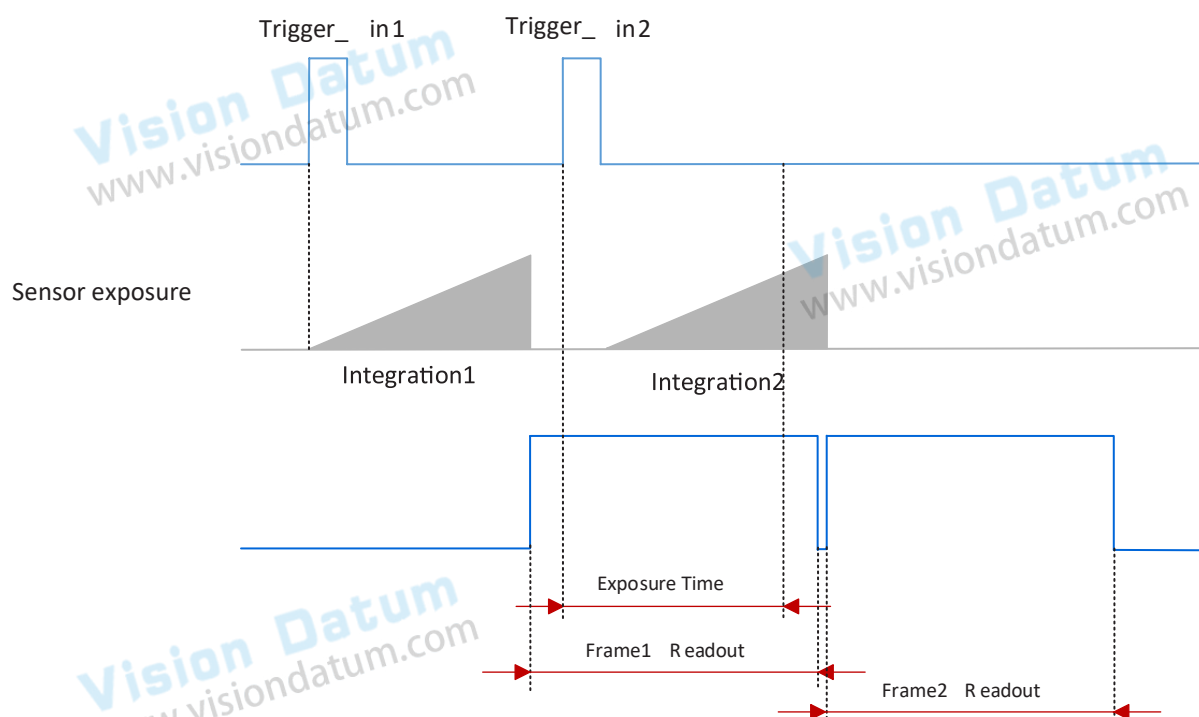 Trigger_ in1
Trigger_ in2
Vision Datum
www.visiondatum.com
Vision Datum
www.visiondatum.com
Sensor exposure
Integration1
Integration2
Exposure Time
Vision Datum
www.visiondatum.com
Frame1 R eadout
Frame2 R eadout